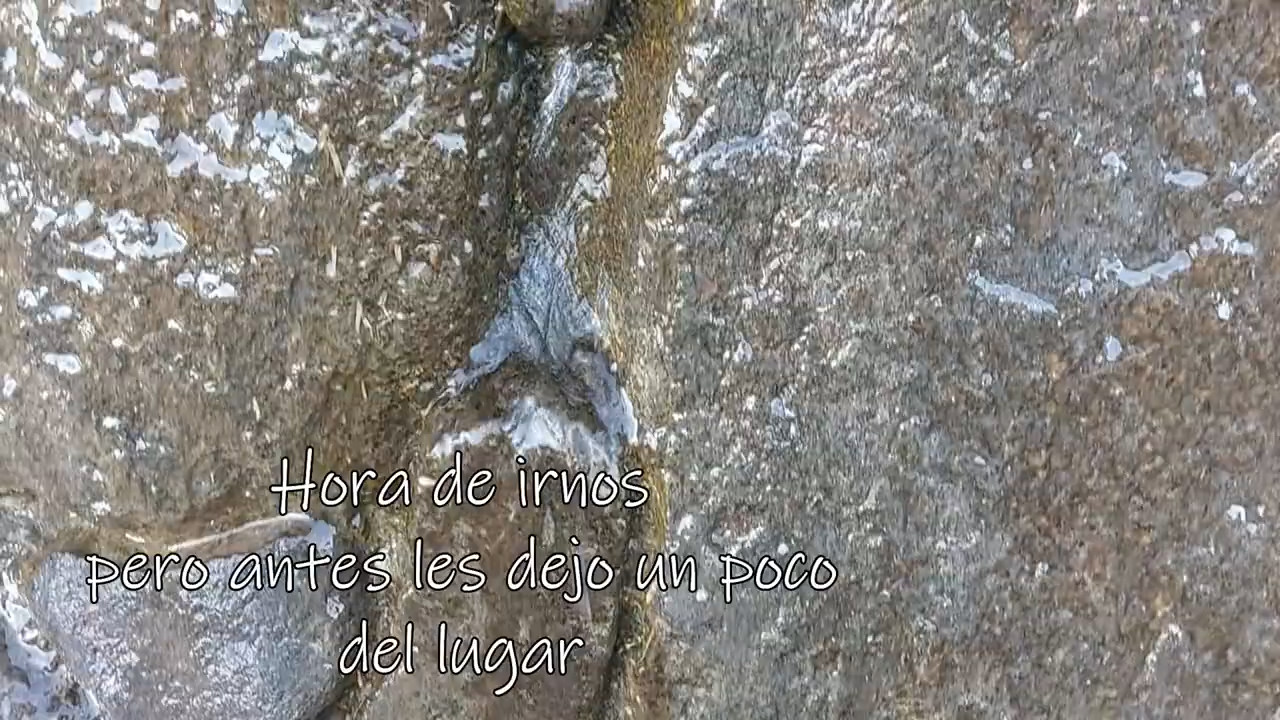 Hora de irnos
pero antes les dejo un poco
del lugar